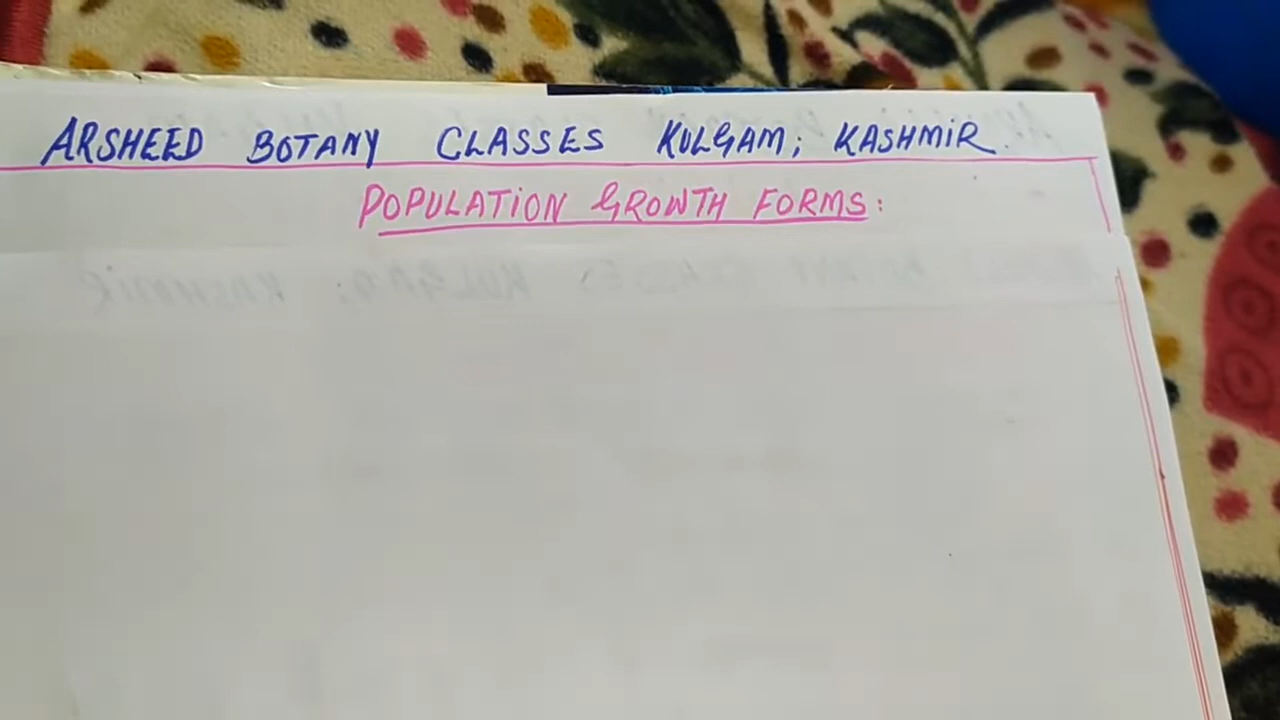 ARSHEED BOTANY CLASSES KULGAM; KASHMIR.
POPULATION GROWTH FORMS: